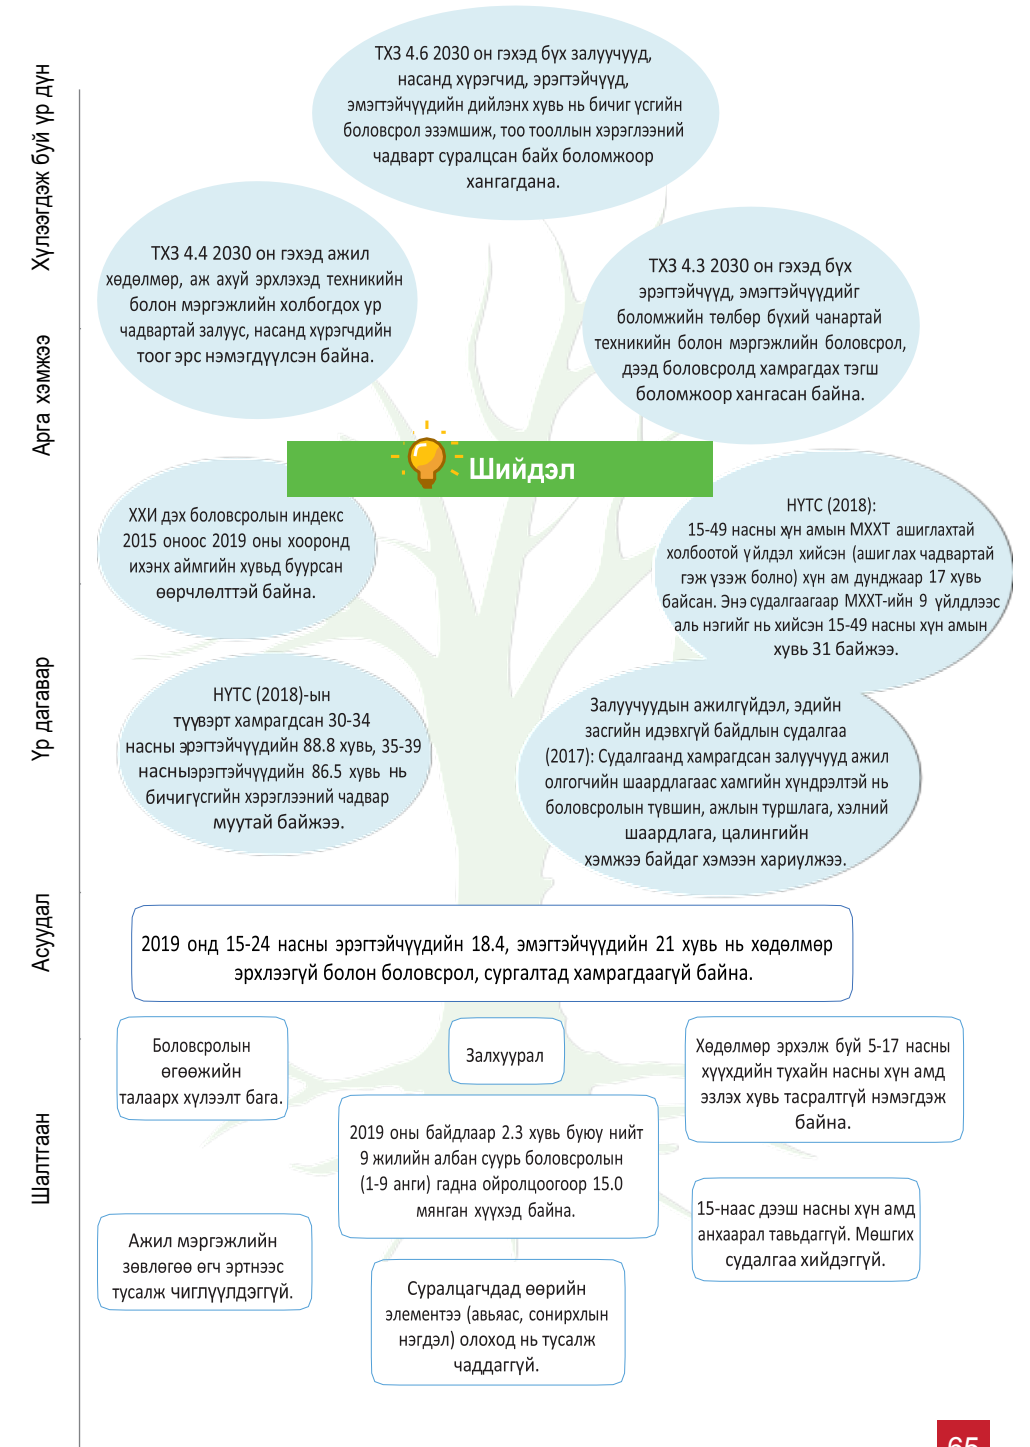 Хүлээгдэж буй үр дүн
ТХЗ 4.6 2030 он гэхэд бүх залуучууд,
насанд хүрэгчид, эрэгтэйчүүд,
эмэгтэйчүүдийн дийлэнх хувь нь бичиг үсгийн
боловсрол эзэмшиж, тоо тооллын хэрэглээний
чадварт суралцсан байх боломжоор
хангагдана.
ТХЗ 4.4 2030 он гэхэд ажил
хөдөлмөр, аж ахуй эрхлэхэд техникийн
болон мэргэжлийн холбогдох ур
чадвартай залуус, насанд хүрэгчдийн
тоог эрс нэмэгдүүлсэн байна.
ТХЗ 4.3 2030 он гэхэд бүх
эрэгтэйчүүд, эмэгтэйчүүдийг
боломжийн төлбөр бүхий чанартай
техникийн болон мэргэжлийн боловсрол,
дээд боловсролд хамрагдах тэгш
боломжоор хангасан байна.
Арга хэмжээ
Шийдэл
ХХИ дэх боловсролын индекс
2015 оноос 2019 оны хооронд
ихэнх аймгийн хувьд буурсан
өөрчлөлттэй байна.
НҮТС (2018):
15-49 насны хүн амын МХХТ ашиглахтай
холбоотой үйлдэл хийсэн (ашиглах чадвартай
гэж үзэж болно) хүн ам дунджаар 17 хувь
байсан. Энэ судалгаагаар МХХТ-ийн 9 үйлдлээс
аль нэгийг нь хийсэн 15-49 насны хүн амын
хувь 31 байжээ.
Үр дагавар
НҮТС (2018)-ын
түүвэрт хамрагдсан 30-34
насны эрэгтэйчүүдийн 88.8 хувь, 35-39
насны эрэгтэйчүүдийн 86.5 хувь нь
бичиг үсгийн хэрэглээний чадвар
муутай байжээ.
Залуучуудын ажилгүйдэл, эдийн
засгийн идэвхгүй байдлын судалгаа
(2017): Судалгаанд хамрагдсан залуучууд ажил
олгогчийн шаардлагаас хамгийн хүндрэлтэй нь
боловсролын түвшин, ажлын туршлага, хэлний
шаардлага, цалингийн
хэмжээ байдаг хэмээн хариулжээ.
Асуудал
2019 онд 15-24 насны эрэгтэйчүүдийн 18.4, эмэгтэйчүүдийн 21 хувь нь хөдөлмөр
эрхлээгүй болон боловсрол, сургалтад хамрагдаагүй байна.
Шалтгаан
Боловсролын
өгөөжийн
талаарх хүлээлт бага.
Залхуурал
Хөдөлмөр эрхэлж буй 5-17 насны
хүүхдийн тухайн насны хүн амд
эзлэх хувь тасралтгүй нэмэгдэж
байна.
2019 оны байдлаар 2.3 хувь буюу нийт
9 жилийн албан суурь боловсролын
(1-9 анги) гадна ойролцоогоор 15.0
мянган хүүхэд байна.
15-наас дээш насны хүн амд
анхаарал тавьдаггүй. Мөшгих
судалгаа хийдэггүй.
Ажил мэргэжлийн
зөвлөгөө өгч эртнээс
тусалж чиглүүлдэггүй.
Суралцагчдад өөрийн
элементээ (авьяас, сонирхлын
нэгдэл) олоход нь тусалж
чаддаггүй.
65